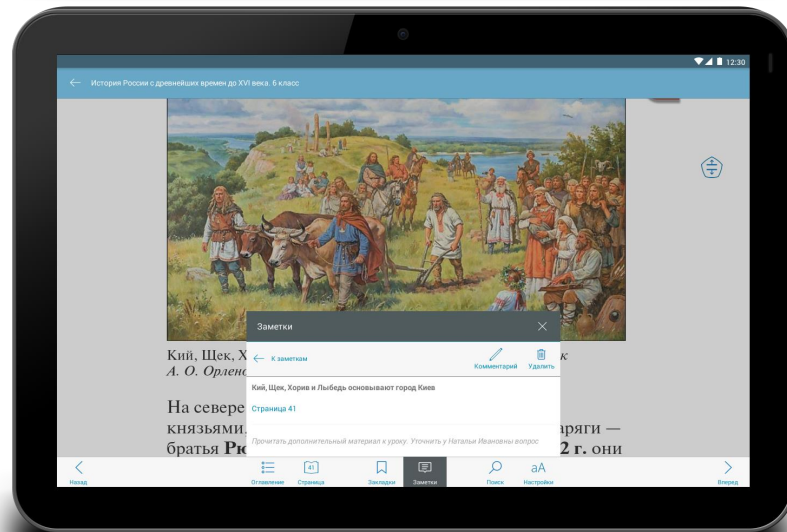 12:30
История России с древнейших времен до XVI века. 6 класс
Заметки
Кий, Щек, Х
к
А. О. Орлен
К заметкам
Комментарий
Удалить
Кий, Щек, Хорив и Лыбедь основывают город Киев
На севере
Страница 41
князьями.
аряги —
Прочитать дополнительный материал к уроку. Уточнить у Натальи Ивановны вопрос
братья Рю
2 г. они
41
аА
Назад
Оглавление
Страница
Закладки
Заметки
Поиск
Настройки
Вперед